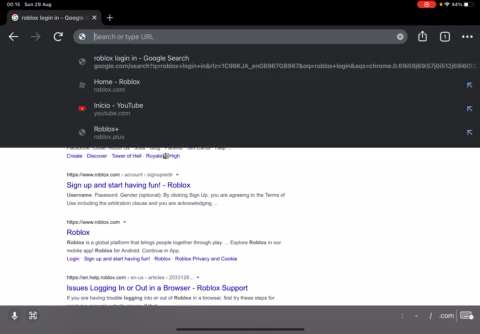 00:15 Sun 29 Aug
44%
roblox login in - Google
Search or type URL
1
roblox login in - Google Search
Home - Roblox
roblox.com
Início - YouTube
youtube.com
Roblox+
roblox.plus
Create Discover Tower of Hell Royale High
https://www.roblox.com › account › signupredir
Sign up and start having fun! - Roblox
Username. Password. Gender (optional). By clicking Sign Up, you are agreeing to the Terms of
Use including the arbitration clause and you are acknowledging ...
https://www.roblox.com
Roblox
Roblox is a global platform that brings people together through play. ... Explore Roblox in our
mobile app! Roblox for Android. Continue in App.
Login · Sign up and start having fun! · Roblox · Roblox Privacy and Cookie
https://en.help.roblox.com › en-us › articles › 2033128...
Issues Logging In or Out in a Browser - Roblox Support
If you are having trouble logging into or out of Roblox in a browser, try first these steps for
: - / .com